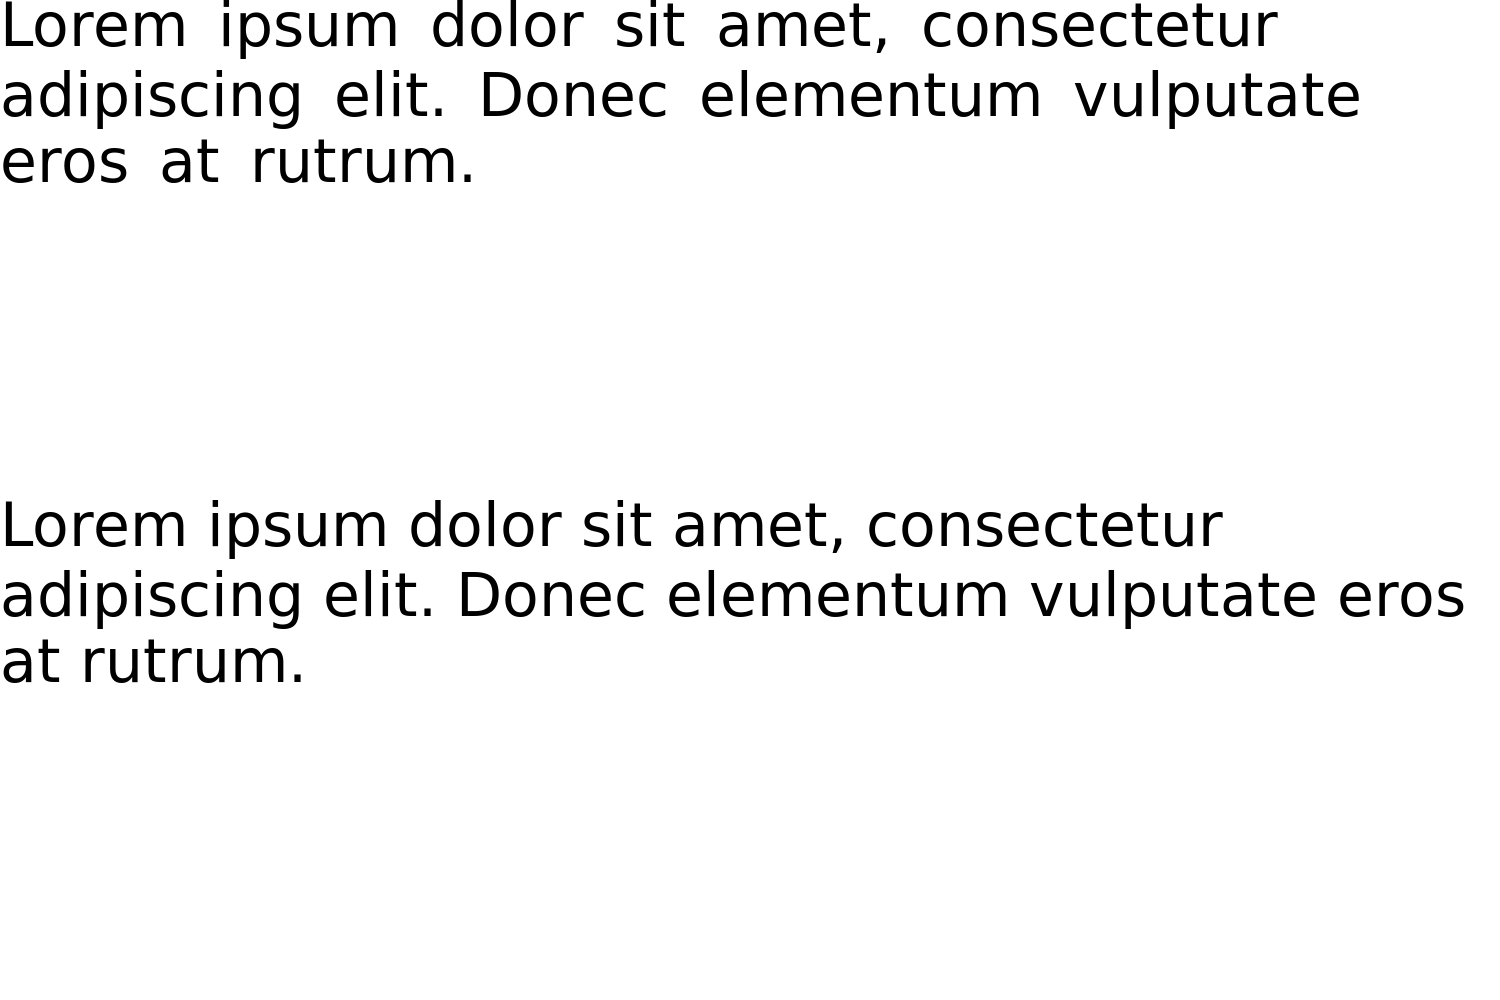 Lorem ipsum dolor sit amet, consectetur
adipiscing elit. Donec elementum vulputate
eros at rutrum.
Lorem ipsum dolor sit amet, consectetur
adipiscing elit. Donec elementum vulputate eros
at rutrum.